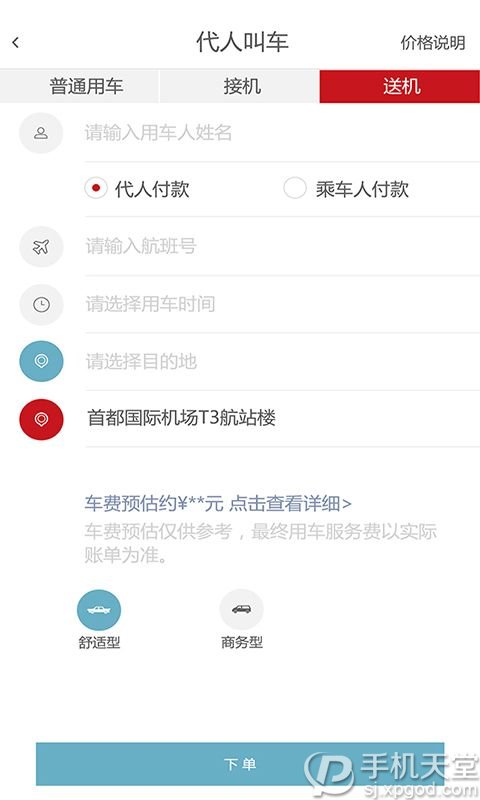 代人叫车
价格说明
普通用车
接机
送机
请输入用车人姓名
代人付款
乘车人付款
请输入航班号
请选择用车时间
请选择目的地
首都国际机场T3航站楼
车费预估约¥**元 点击查看详细>
车费预估仅供参考，最终用车服务费以实际
账单为准。
舒适型
商务型
下单
手机天堂
sj.xpgod.com